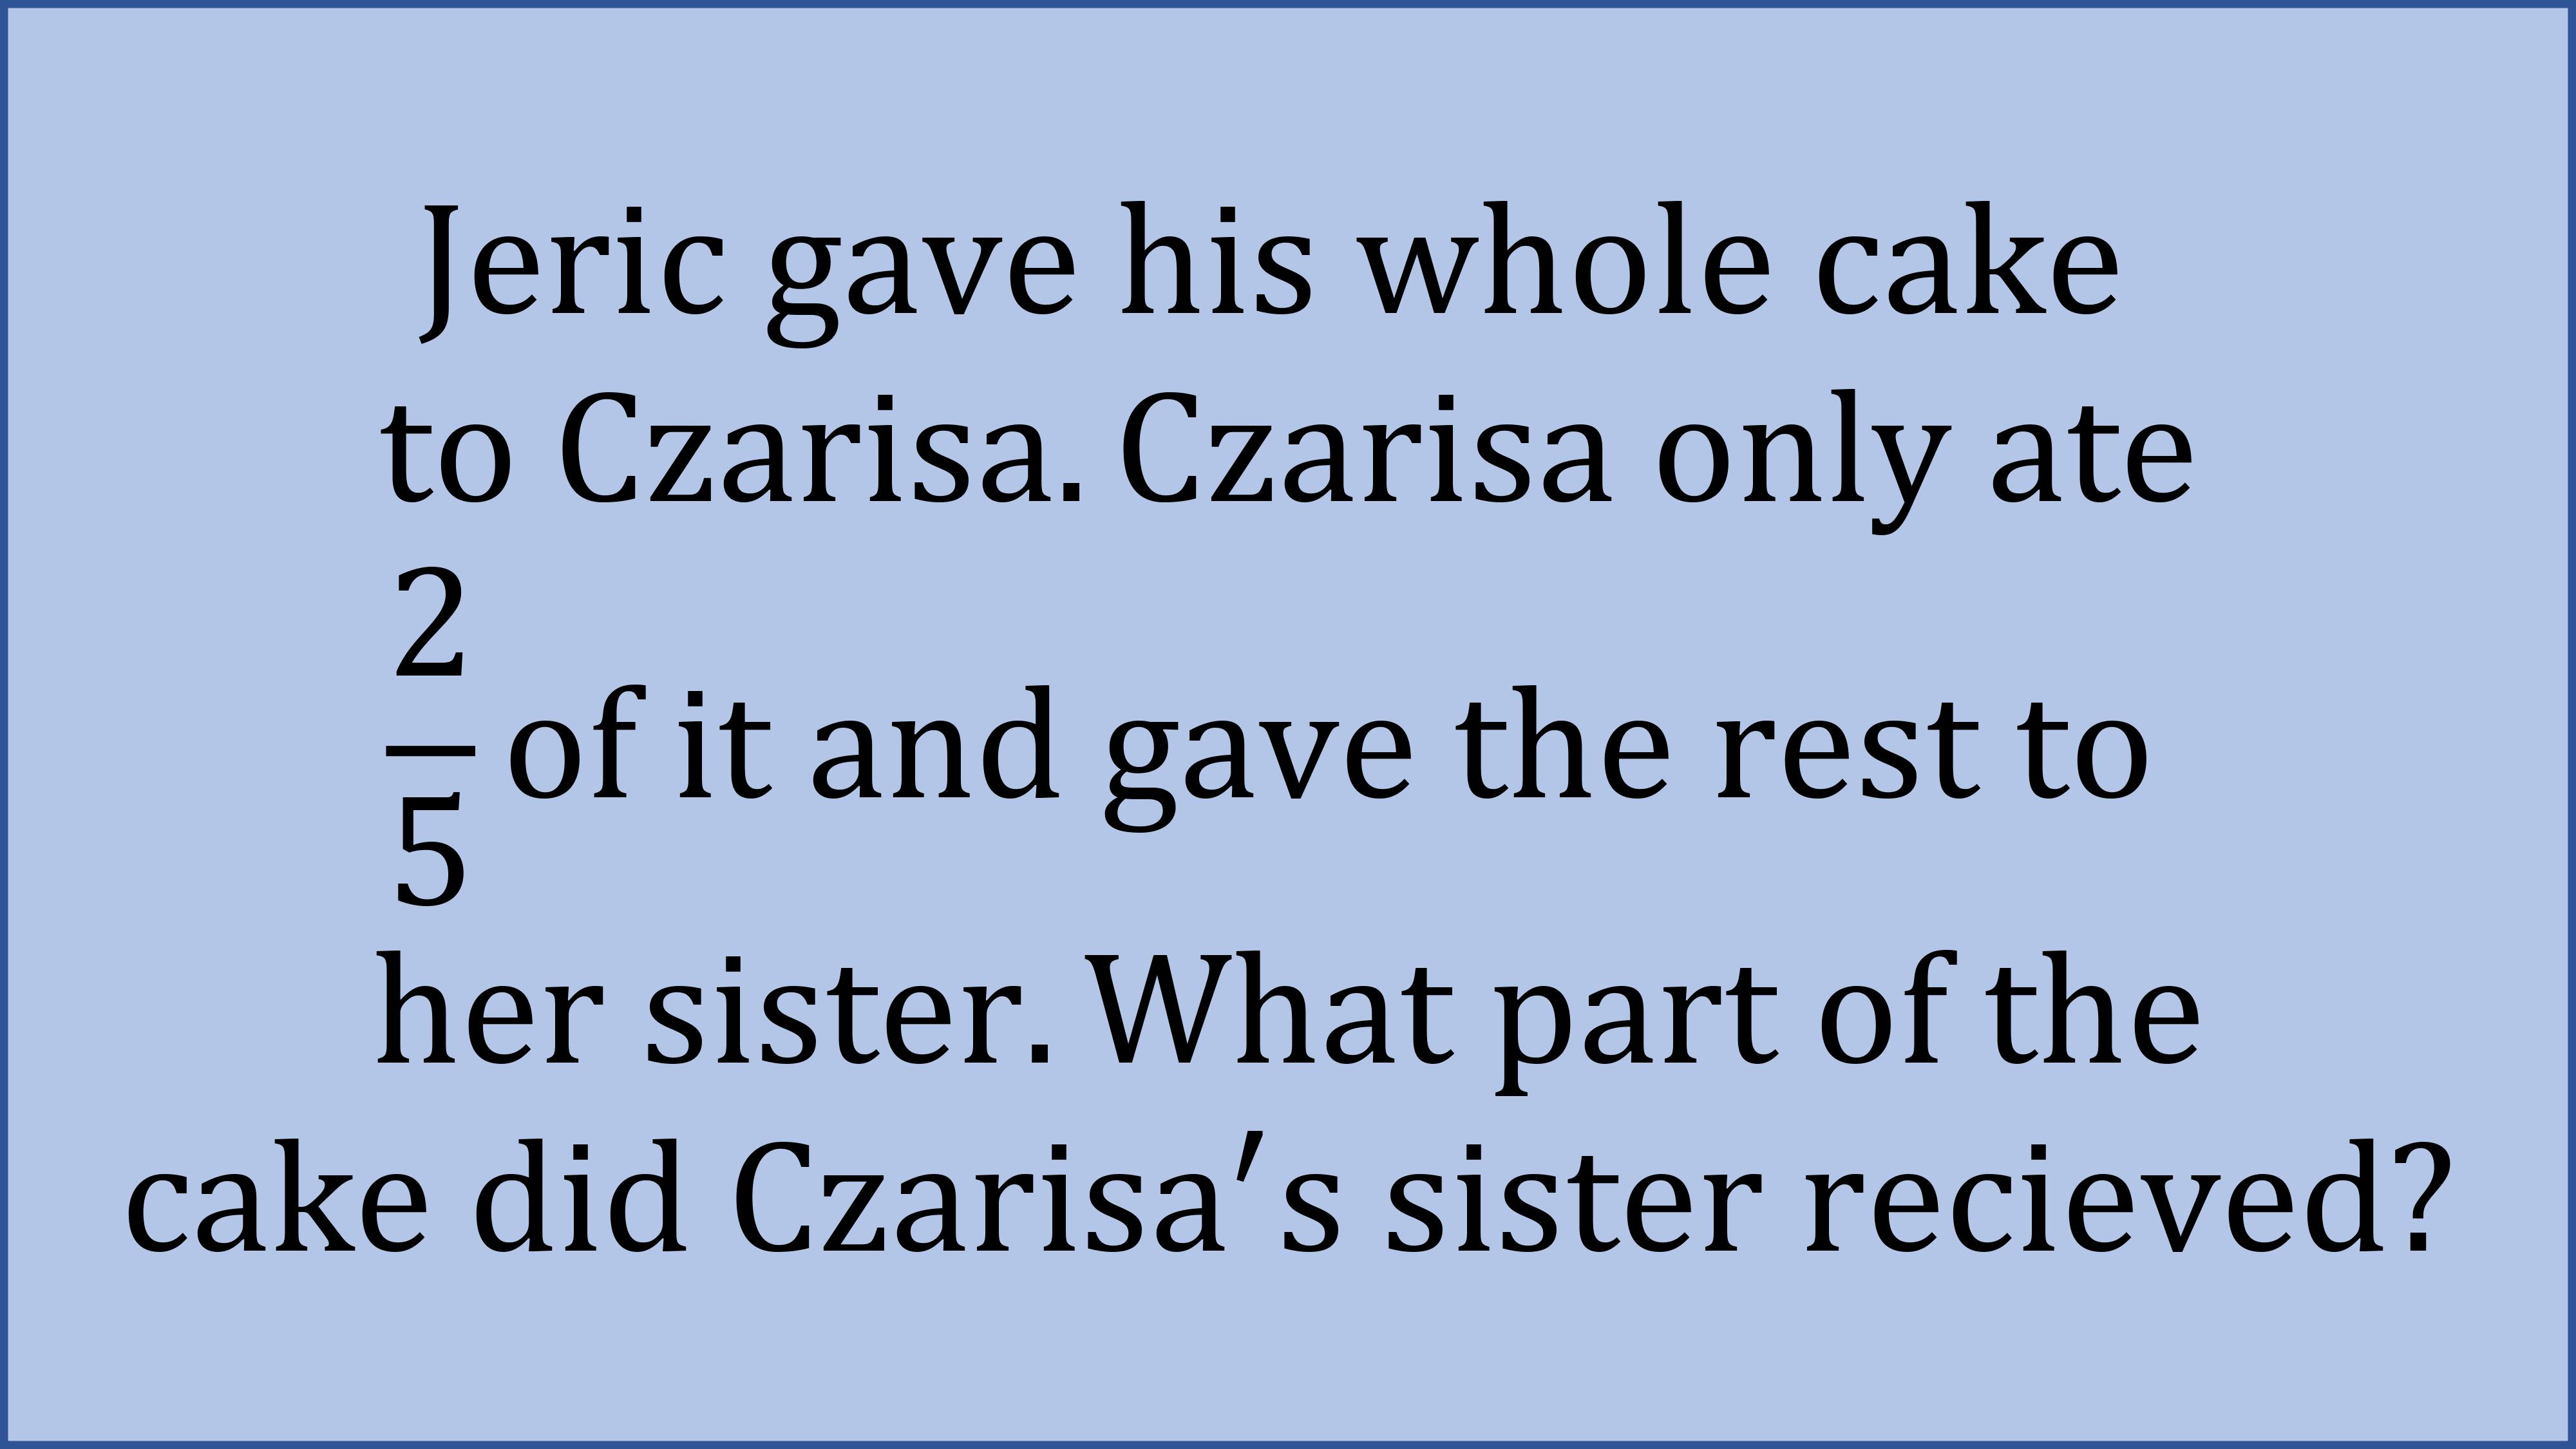 Jeric gave his whole cake
to Czarisa. Czarisa only ate
2/5 of it and gave the rest to
her sister. What part of the
cake did Czarisa′s sister recieved?